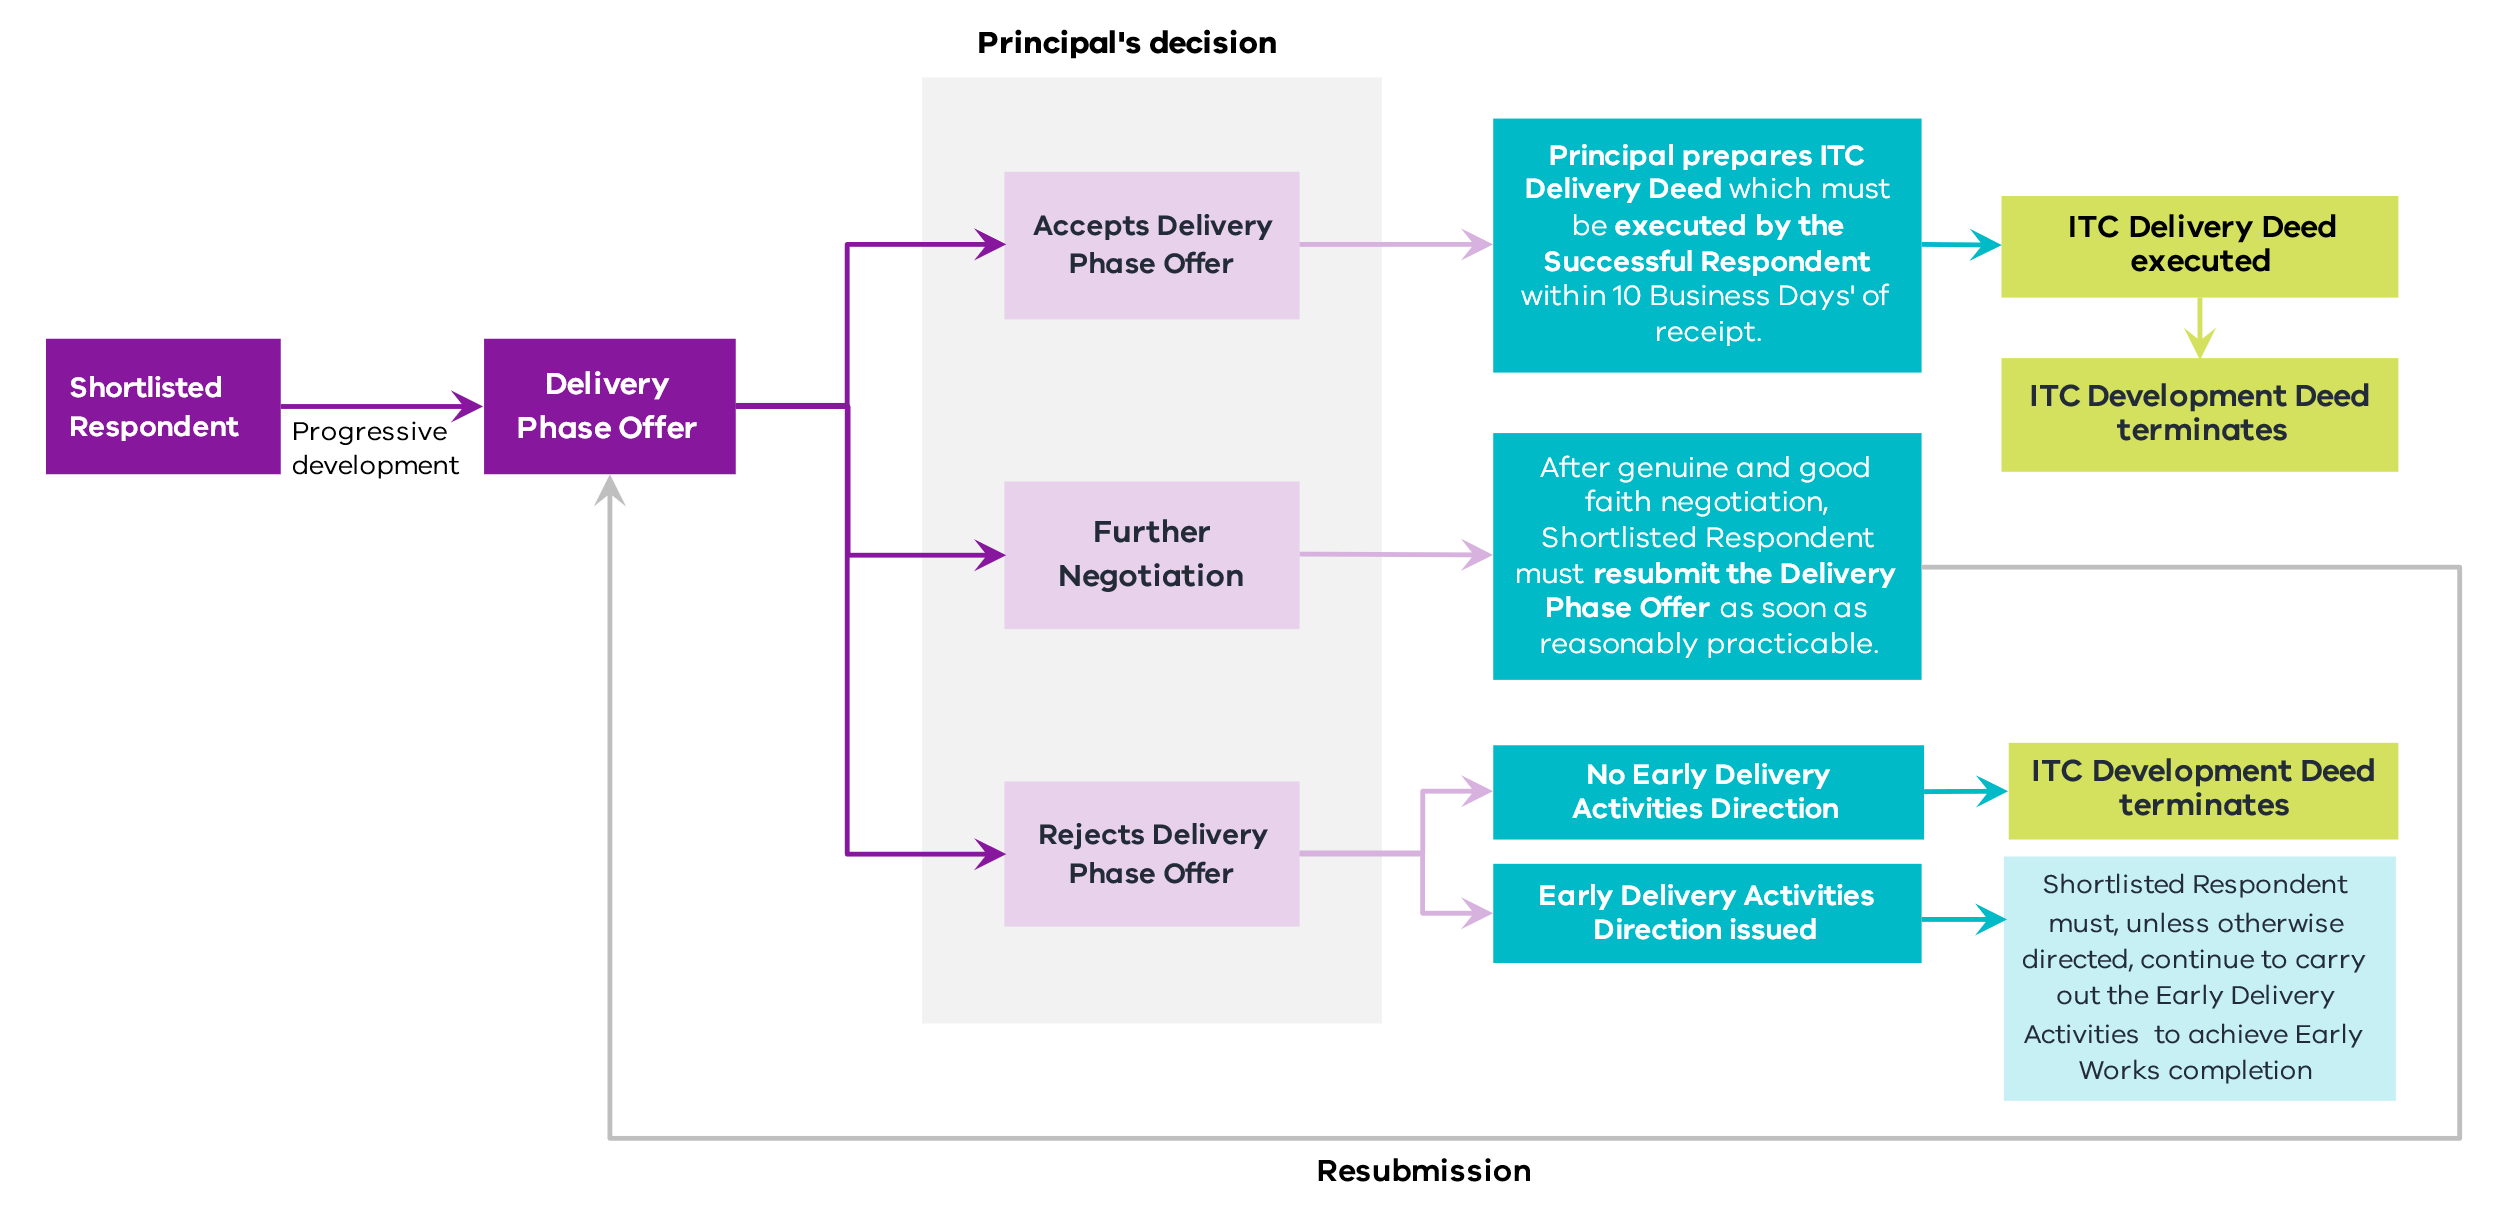 Principal's decision
Shortlisted
Respondent
Progressive
development
Delivery
Phase Offer
Accepts Delivery
Phase Offer
Principal prepares ITC
Delivery Deed which must
be executed by the
Successful Respondent
within 10 Business Days' of
receipt.
ITC Delivery Deed
executed
ITC Development Deed
terminates
Further
Negotiation
After genuine and good
faith negotiation,
Shortlisted Respondent
must resubmit the Delivery
Phase Offer as soon as
reasonably practicable.
Rejects Delivery
Phase Offer
No Early Delivery
Activities Direction
ITC Development Deed
terminates
Early Delivery Activities
Direction issued
Shortlisted Respondent
must, unless otherwise
directed, continue to carry
out the Early Delivery
Activities to achieve Early
Works completion
Resubmission